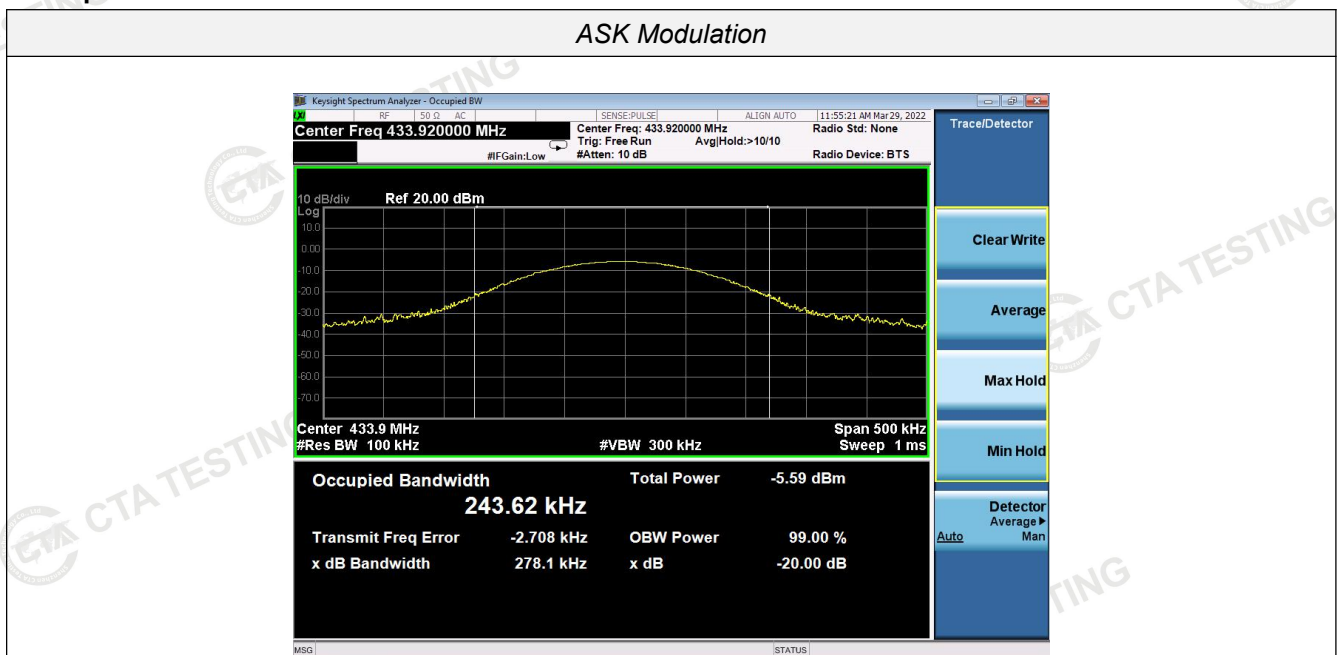 TESTING
ASK Modulation
TESTING
Keysight Spectrum Analyzer - Occupied BW
LXI RF 50 Ω AC SENSE:PULSE ALIGN AUTO 11:55:21 AM Mar 29, 2022
Center Freq 433.920000 MHz Center Freq: 433.920000 MHz Radio Std: None
Trig: Free Run Avg|Hold:>10/10
#IFGain:Low #Atten: 10 dB Radio Device: BTS
Trace/Detector
10 dB/div Ref 20.00 dBm
Log
10.0
0.00
-10.0
-20.0
-30.0
-40.0
-50.0
-60.0
-70.0
Center 433.9 MHz Span 500 kHz
#Res BW 100 kHz #VBW 300 kHz Sweep 1 ms
Clear Write
Average
Max Hold
Min Hold
Detector
Average▶
Auto Man
Occupied Bandwidth Total Power -5.59 dBm
243.62 kHz
Transmit Freq Error -2.708 kHz OBW Power 99.00 %
x dB Bandwidth 278.1 kHz x dB -20.00 dB
MSG STATUS
CTA
CTA TESTING
CTA TESTING
TING